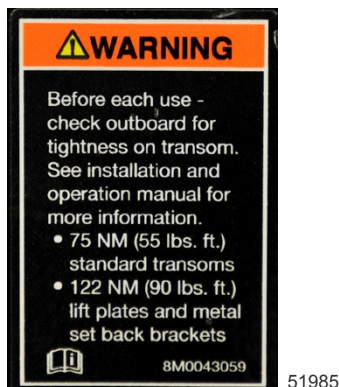 WARNING
Before each use -
check outboard for
tightness on transom.
See installation and
operation manual for
more information.
• 75 NM (55 lbs. ft.)
standard transoms
• 122 NM (90 lbs. ft.)
lift plates and metal
set back brackets
8M0043059
51985